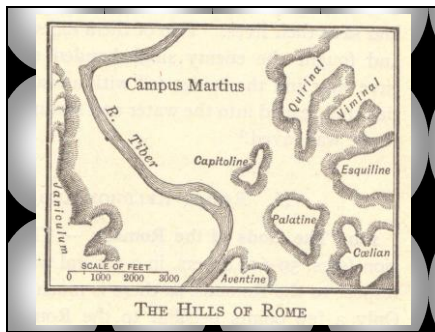 Campus Martius
R. Tiber
Quirinal
Viminal
Capitoline
Esquiline
Janiculum
Palatine
Cœlian
Aventine
SCALE OF FEET
0 1000 2000 3000
THE HILLS OF ROME